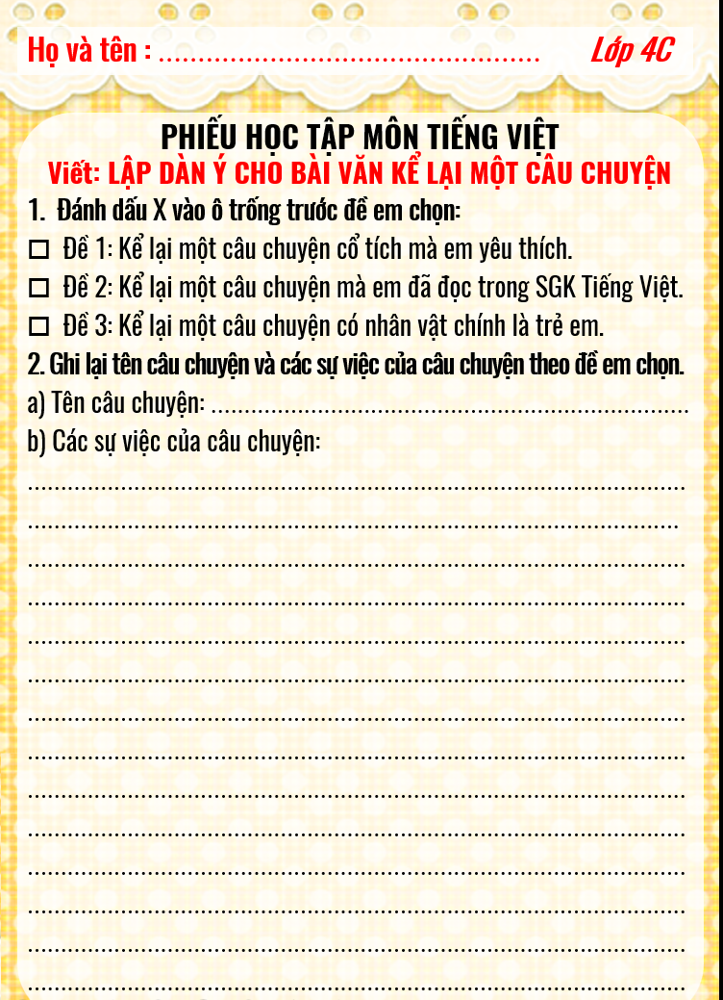 Họ và tên : ................................................ Lớp 4C
PHIẾU HỌC TẬP MÔN TIẾNG VIỆT
Viết: LẬP DÀN Ý CHO BÀI VĂN KỂ LẠI MỘT CÂU CHUYỆN
1. Đánh dấu X vào ô trống trước đề em chọn:
☐ Đề 1: Kể lại một câu chuyện cổ tích mà em yêu thích.
☐ Đề 2: Kể lại một câu chuyện mà em đã đọc trong SGK Tiếng Việt.
☐ Đề 3: Kể lại một câu chuyện có nhân vật chính là trẻ em.
2. Ghi lại tên câu chuyện và các sự việc của câu chuyện theo đề em chọn.
a) Tên câu chuyện: ........................................................................
b) Các sự việc của câu chuyện: